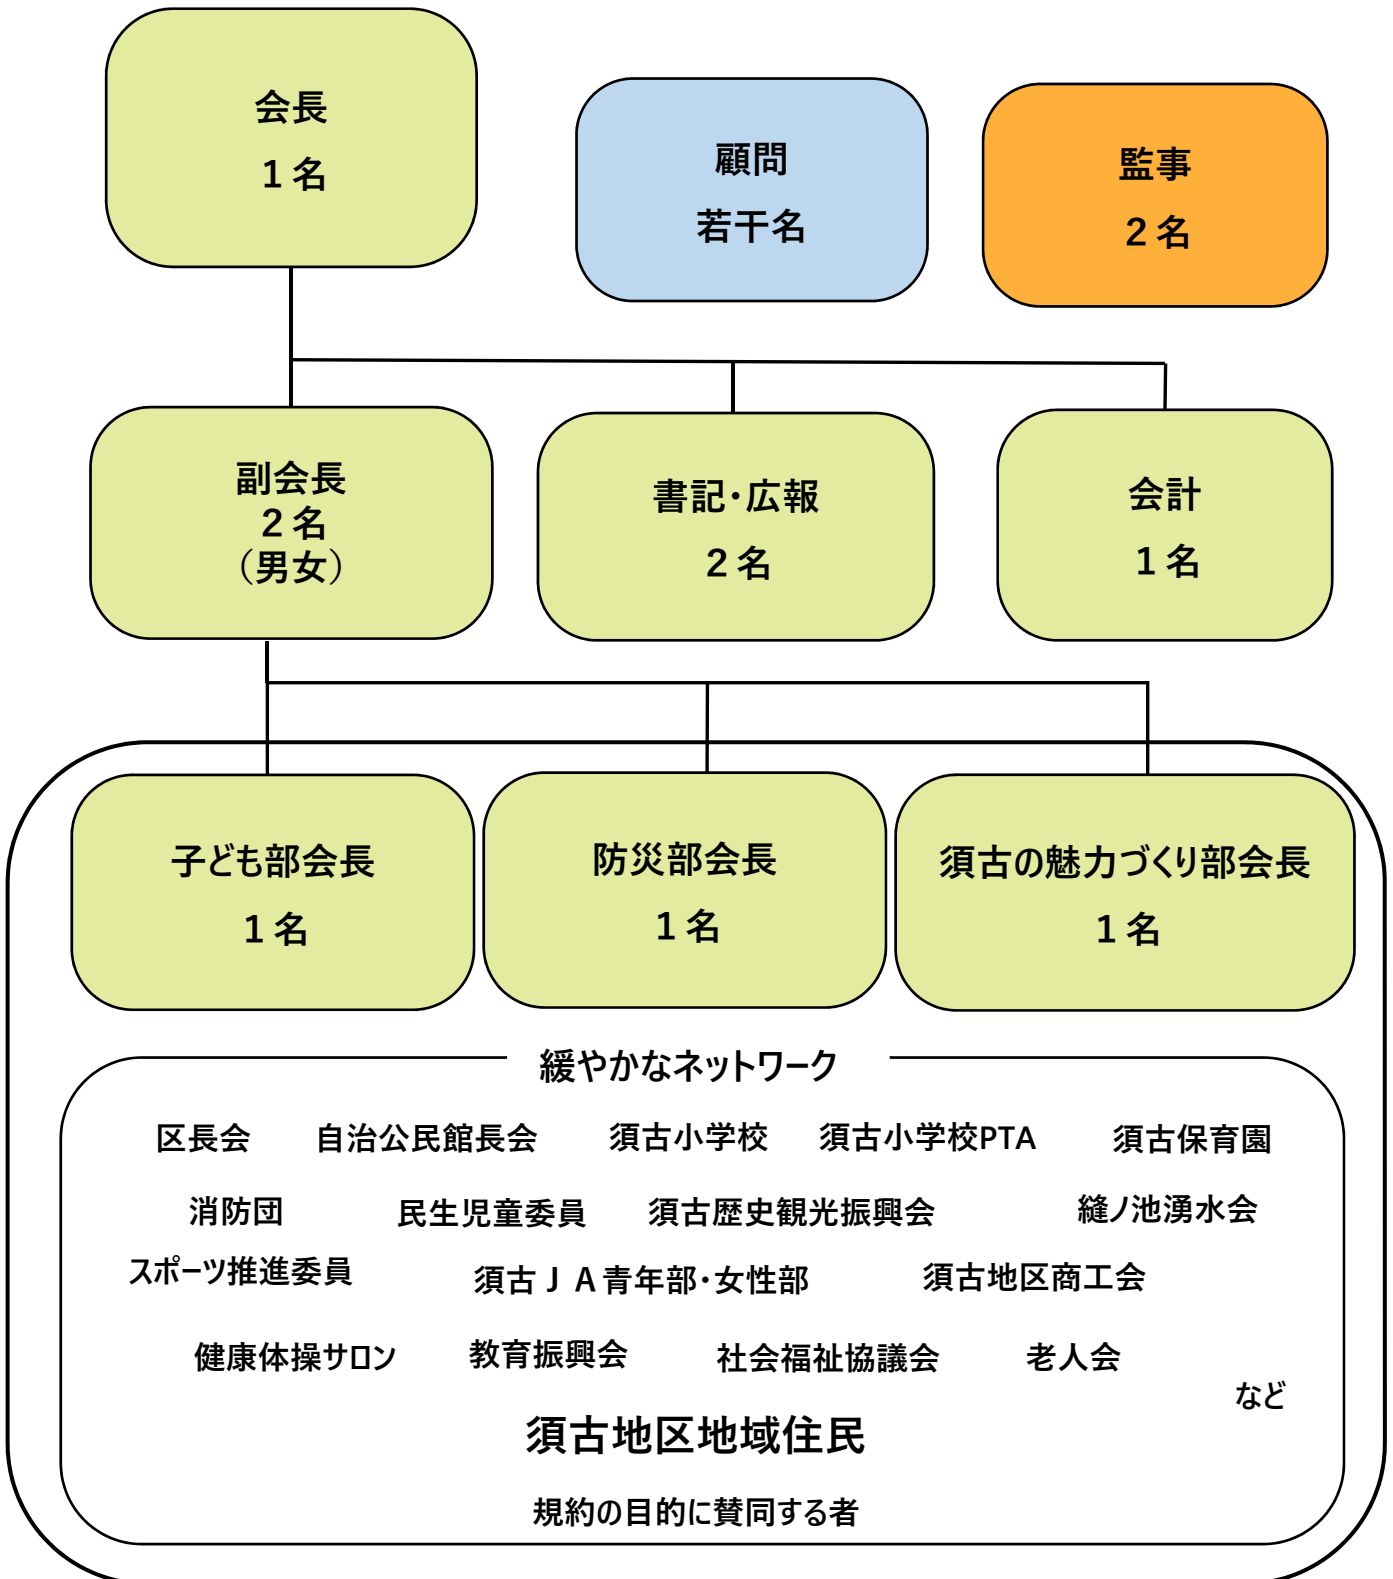 会長
1 名
顧問
若干名
監事
2 名
副会長
2 名
（男女）
書記・広報
2 名
会計
1 名
子ども部会長
1 名
防災部会長
1 名
須古の魅力づくり部会長
1 名
緩やかなネットワーク
区長会 自治公民館長会 須古小学校 須古小学校PTA 須古保育園
消防団 民生児童委員 須古歴史観光振興会 縫ノ池湧水会
スポーツ推進委員 須古ＪＡ青年部・女性部 須古地区商工会
健康体操サロン 教育振興会 社会福祉協議会 老人会
など
須古地区地域住民
規約の目的に賛同する者